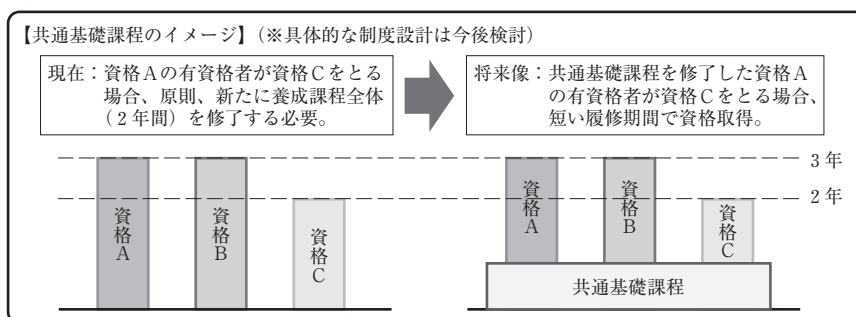 【共通基礎課程のイメージ】（※具体的な制度設計は今後検討）
現在：資格Aの有資格者が資格Cをとる
場合、原則、新たに養成課程全体
（２年間）を修了する必要。
将来像：共通基礎課程を修了した資格A
の有資格者が資格Cをとる場合、
短い履修期間で資格取得。
３年
２年
資格A
資格B
資格C
資格A
資格B
資格C
共通基礎課程